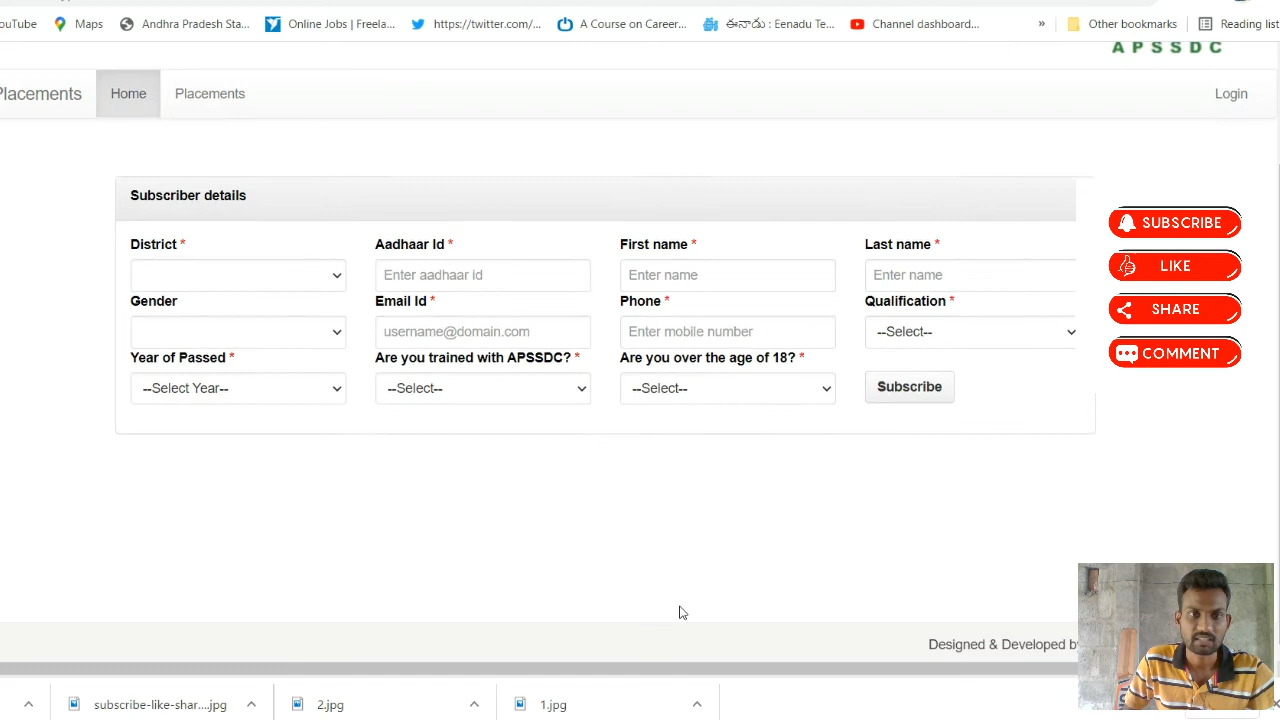 YouTube Maps Andhra Pradesh Sta... Online Jobs | Freela... https://twitter.com/... A Course on Career... ఈనాడు : Eenadu Te... Channel dashboard... » Other bookmarks Reading list
APSSDC
Placements Home Placements Login
Subscriber details
District * Aadhaar Id * First name * Last name *
Enter aadhaar id Enter name Enter name
Gender Email Id * Phone * Qualification *
username@domain.com Enter mobile number --Select--
Year of Passed * Are you trained with APSSDC? * Are you over the age of 18? *
--Select Year-- --Select-- --Select-- Subscribe
SUBSCRIBE
LIKE
SHARE
COMMENT
Designed & Developed by
subscribe-like-shar....jpg 2.jpg 1.jpg